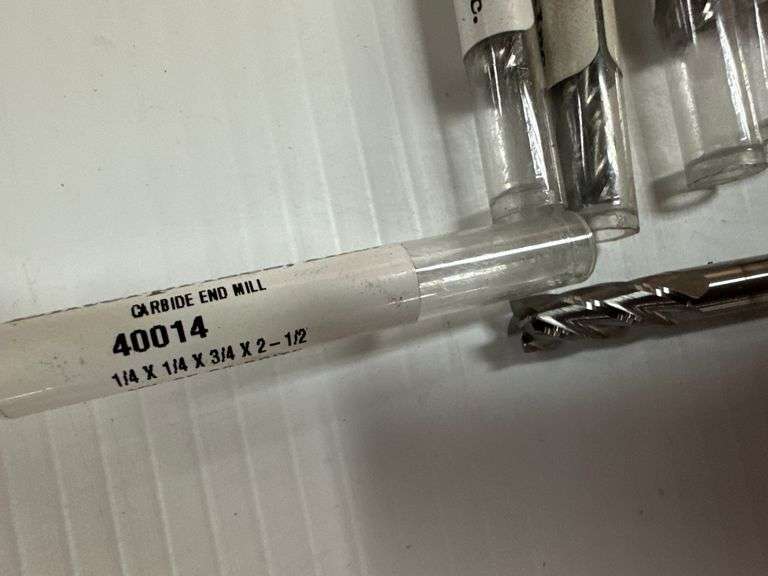 C.
CARBIDE END MILL
40014
1/4 X 1/4 X 3/4 X 2-1/2